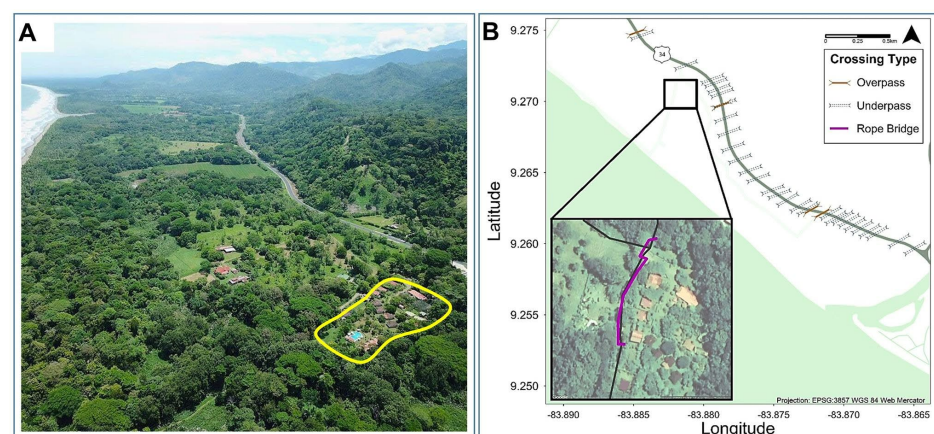 A
B
9.275
9.270
9.265
9.260
9.255
9.250
Latitude
34
0
0.25
0.5km
Crossing Type
Overpass
Underpass
Rope Bridge
Projection: EPSG:3857 WGS 84 Web Mercator
-83.890
-83.885
-83.880
-83.875
-83.870
-83.865
Longitude